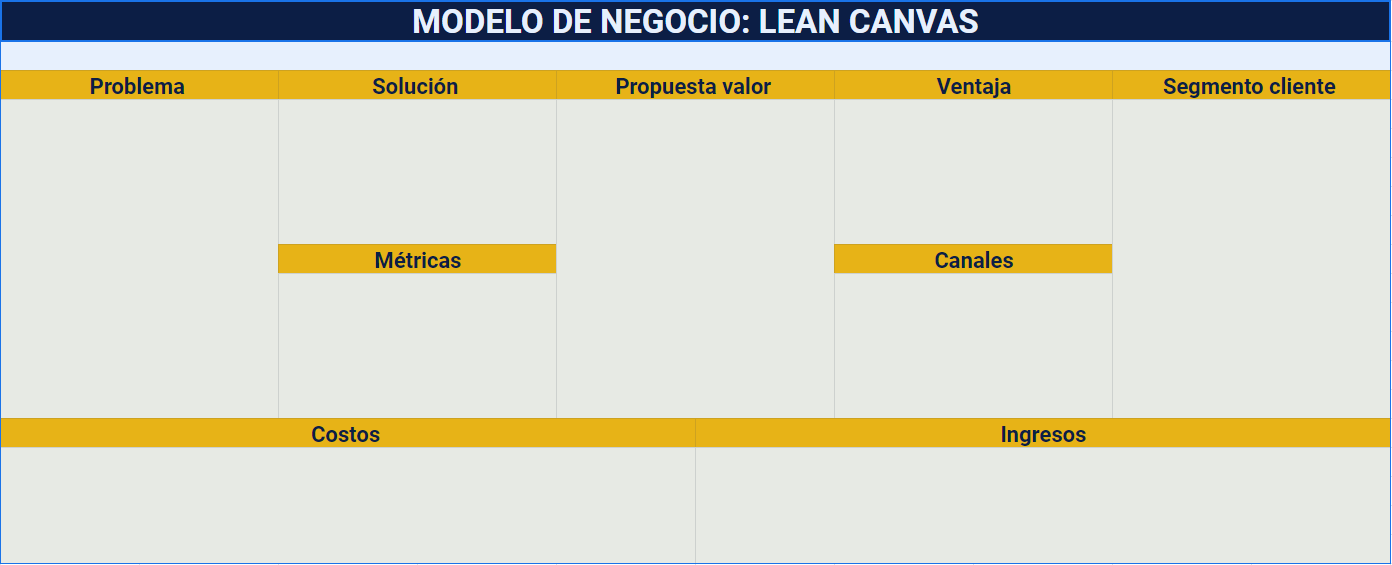 MODELO DE NEGOCIO: LEAN CANVAS
Problema
Solución
Propuesta valor
Ventaja
Segmento cliente
Métricas
Canales
Costos
Ingresos